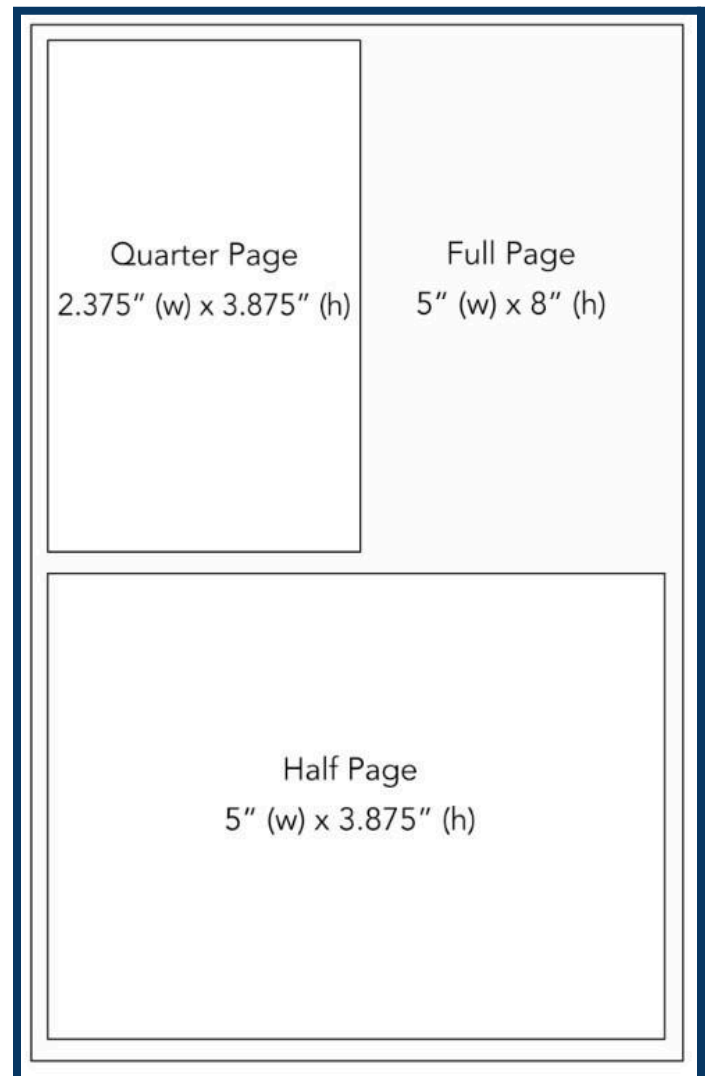 Quarter Page
2.375″ (w) x 3.875″ (h)
Full Page
5″ (w) x 8″ (h)
Half Page
5″ (w) x 3.875″ (h)